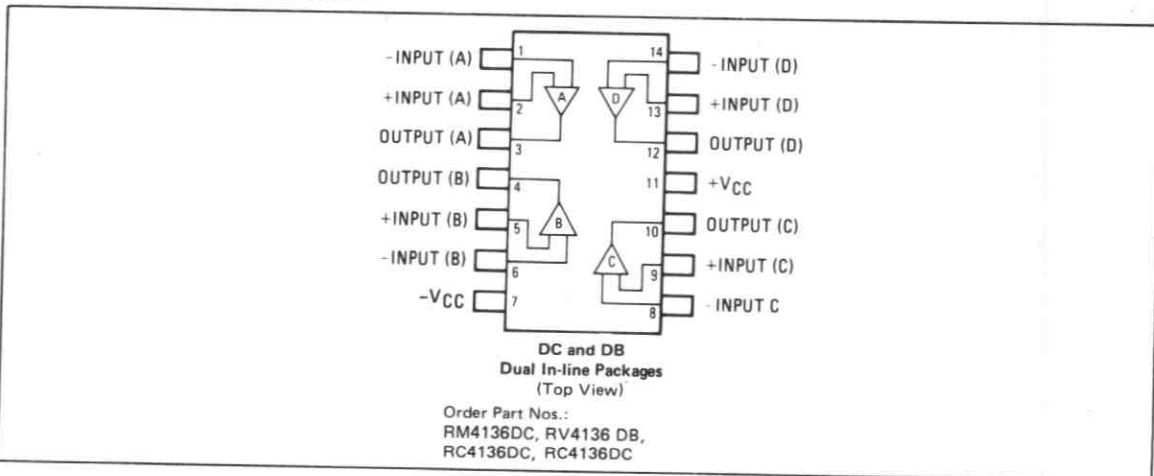 -INPUT (A)
+INPUT (A)
OUTPUT (A)
OUTPUT (B)
+INPUT (B)
-INPUT (B)
-VCC
1
2
3
4
5
6
7
A
B
D
C
14
13
12
11
10
9
8
-INPUT (D)
+INPUT (D)
OUTPUT (D)
+VCC
OUTPUT (C)
+INPUT (C)
-INPUT C
DC and DB
Dual In-line Packages
(Top View)
Order Part Nos.:
RM4136DC, RV4136 DB,
RC4136DC, RC4136DC